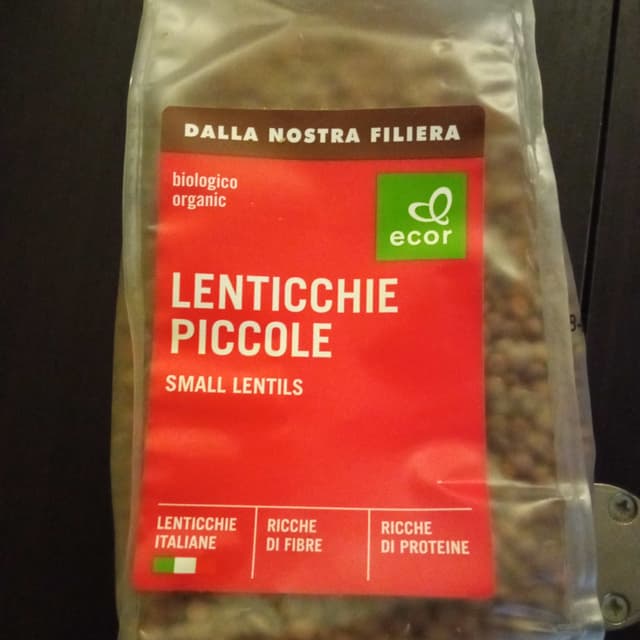 DALLA NOSTRA FILIERA
biologico
organic
ecor
LENTICCHIE
PICCOLE
SMALL LENTILS
LENTICCHIE
ITALIANE
RICCHE
DI FIBRE
RICCHE
DI PROTEINE